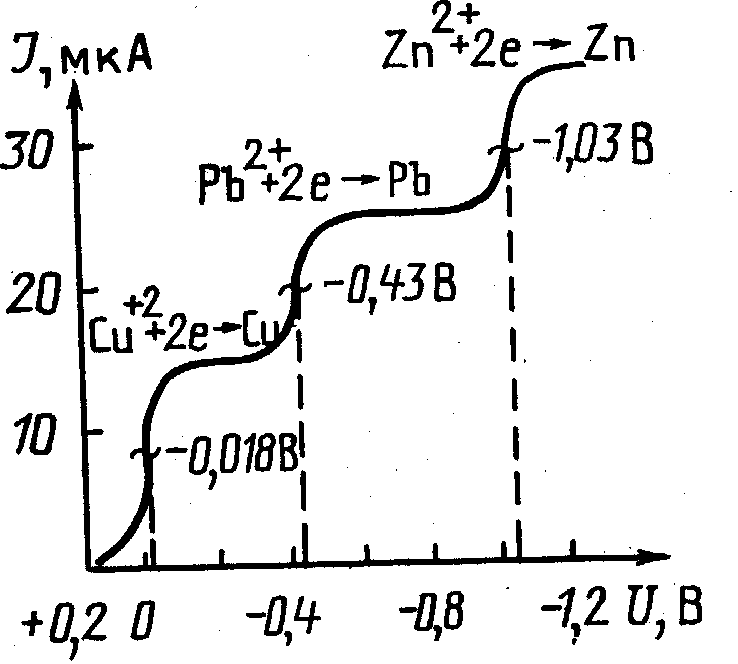 J, мкА
Zn²⁺+2e → Zn
30
-1,03 В
Pb²⁺+2e → Pb
20
-0,43 В
Cu⁺²+2e → Cu
10
-0,018 В
+0,2 0 -0,4 -0,8 -1,2 U, В